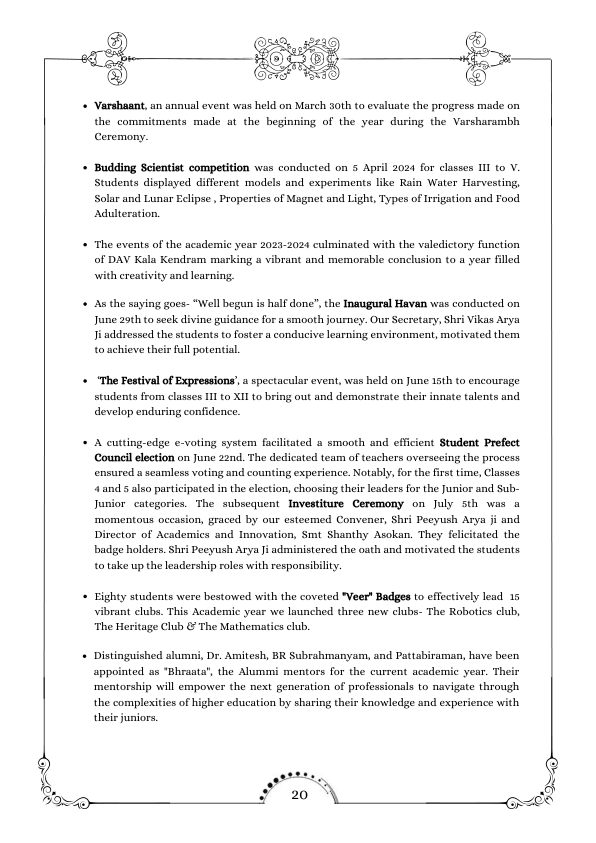 • Varshaant, an annual event was held on March 30th to evaluate the progress made on
the commitments made at the beginning of the year during the Varsharambh
Ceremony.
• Budding Scientist competition was conducted on 5 April 2024 for classes III to V.
Students displayed different models and experiments like Rain Water Harvesting,
Solar and Lunar Eclipse , Properties of Magnet and Light, Types of Irrigation and Food
Adulteration.
• The events of the academic year 2023-2024 culminated with the valedictory function
of DAV Kala Kendram marking a vibrant and memorable conclusion to a year filled
with creativity and learning.
• As the saying goes- “Well begun is half done”, the Inaugural Havan was conducted on
June 29th to seek divine guidance for a smooth journey. Our Secretary, Shri Vikas Arya
Ji addressed the students to foster a conducive learning environment, motivated them
to achieve their full potential.
• ‘The Festival of Expressions’, a spectacular event, was held on June 15th to encourage
students from classes III to XII to bring out and demonstrate their innate talents and
develop enduring confidence.
• A cutting-edge e-voting system facilitated a smooth and efficient Student Prefect
Council election on June 22nd. The dedicated team of teachers overseeing the process
ensured a seamless voting and counting experience. Notably, for the first time, Classes
4 and 5 also participated in the election, choosing their leaders for the Junior and Sub-
Junior categories. The subsequent Investiture Ceremony on July 5th was a
momentous occasion, graced by our esteemed Convener, Shri Peeyush Arya ji and
Director of Academics and Innovation, Smt Shanthy Asokan. They felicitated the
badge holders. Shri Peeyush Arya Ji administered the oath and motivated the students
to take up the leadership roles with responsibility.
• Eighty students were bestowed with the coveted "Veer" Badges to effectively lead 15
vibrant clubs. This Academic year we launched three new clubs- The Robotics club,
The Heritage Club & The Mathematics club.
• Distinguished alumni, Dr. Amitesh, BR Subrahmanyam, and Pattabiraman, have been
appointed as "Bhraata", the Alummi mentors for the current academic year. Their
mentorship will empower the next generation of professionals to navigate through
the complexities of higher education by sharing their knowledge and experience with
their juniors.
20